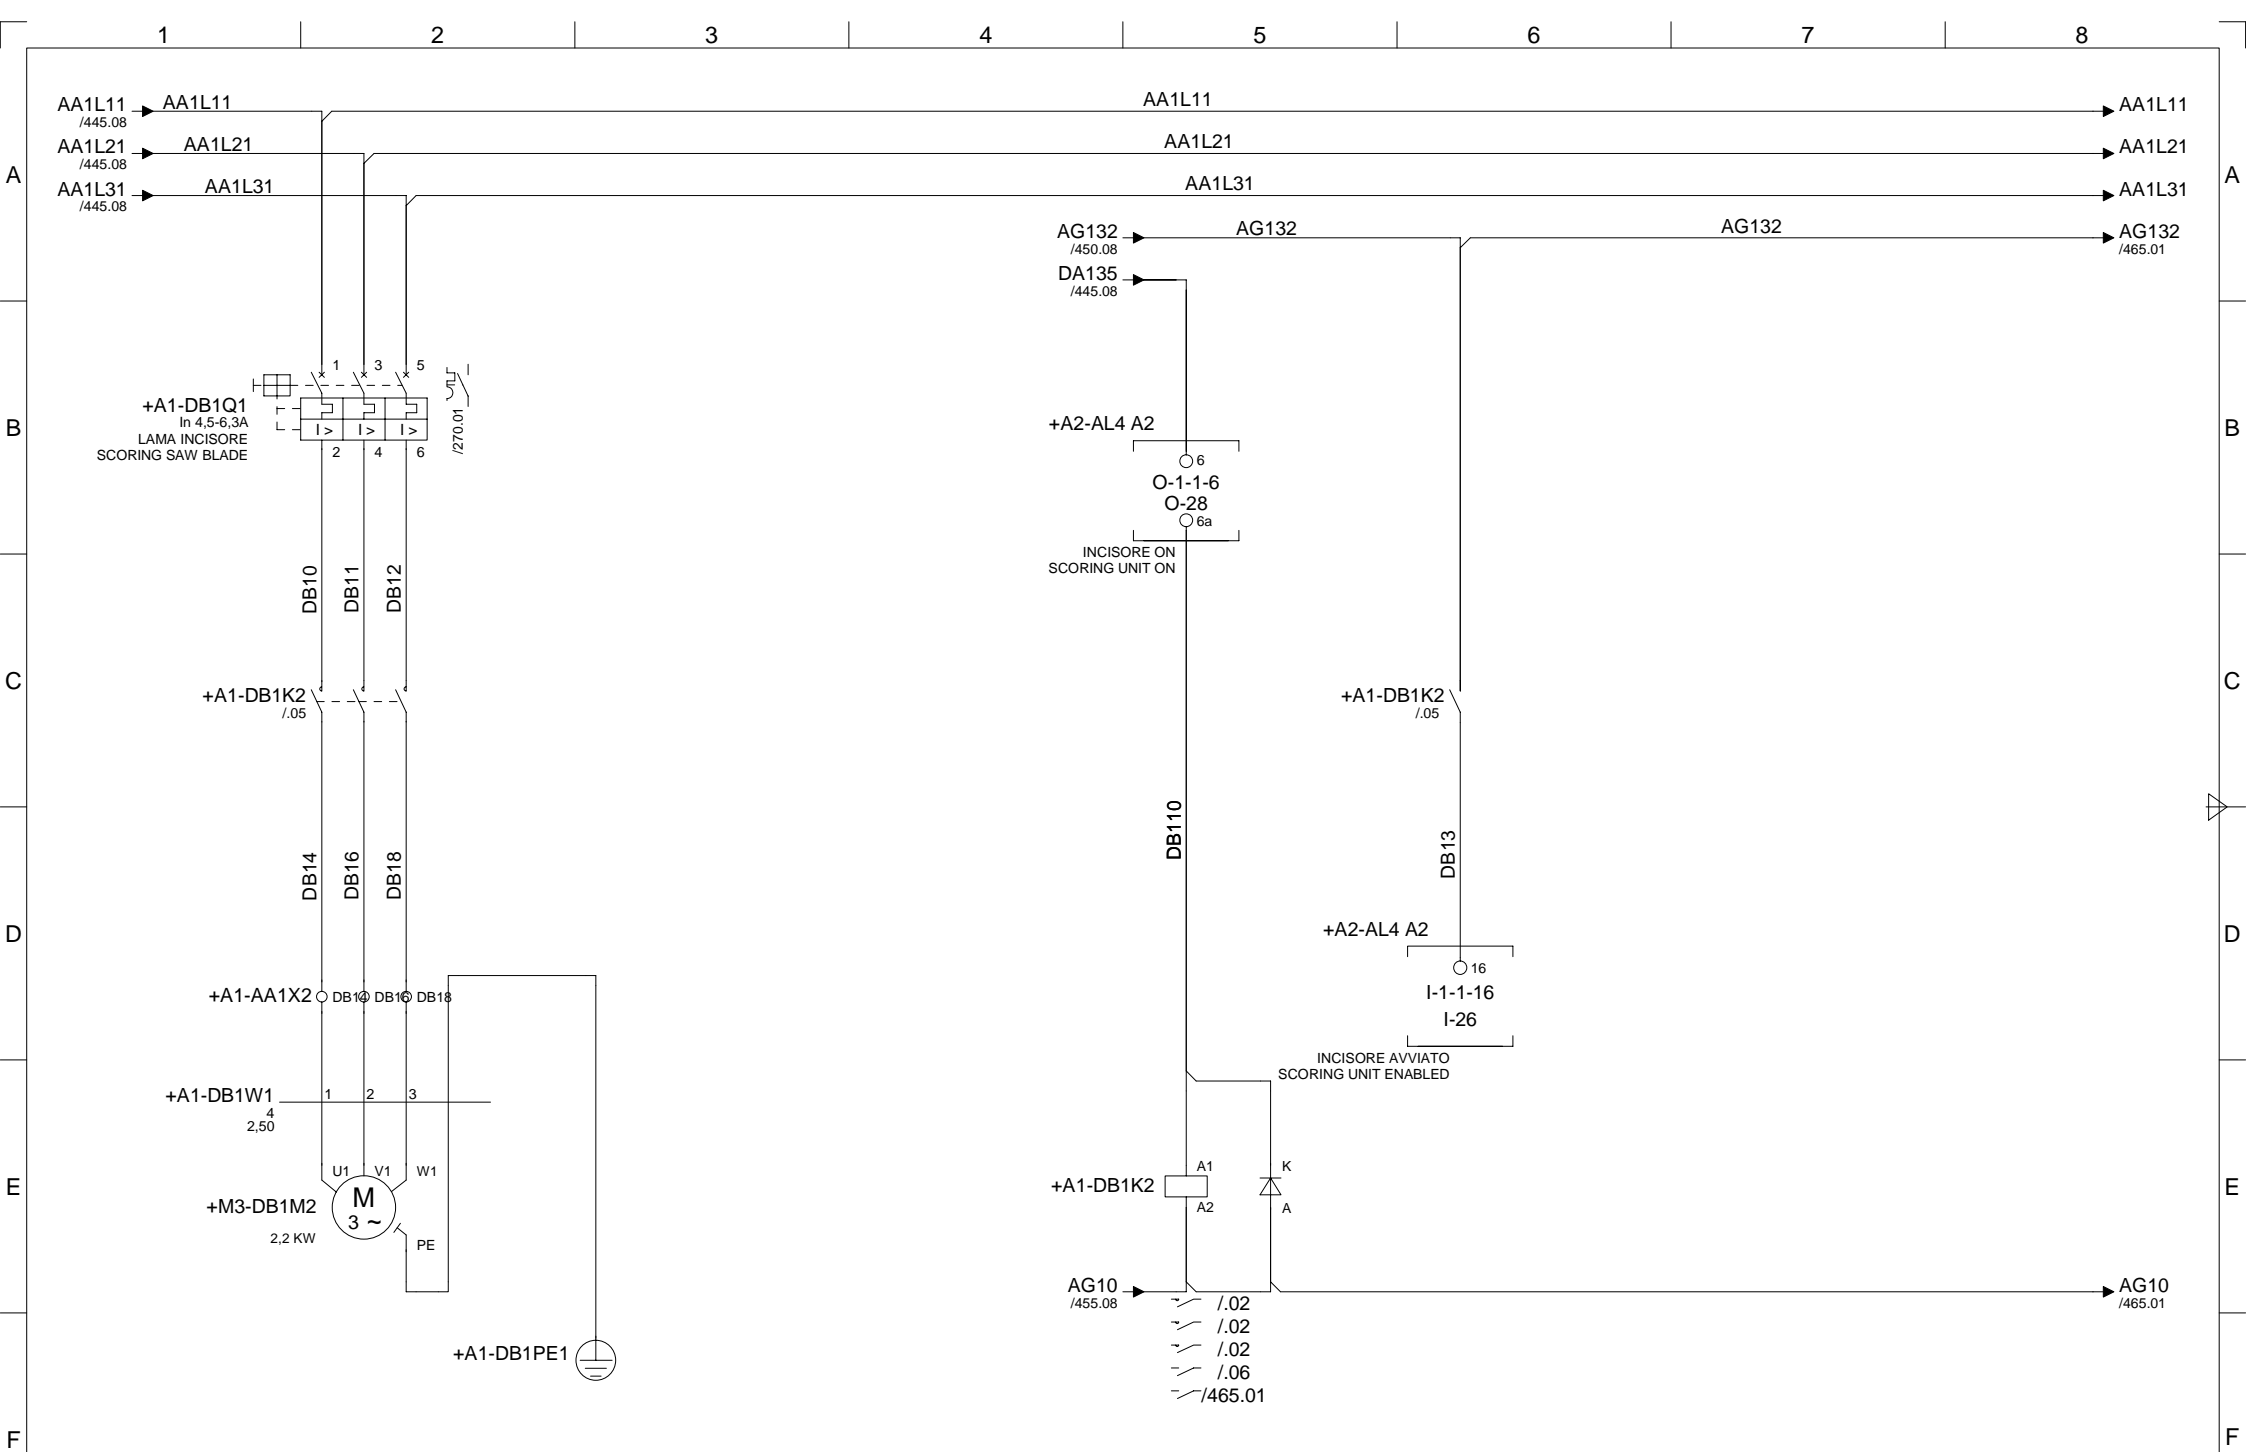 1 2 3 4 5 6 7 8
AA1L11 AA1L11 AA1L11 AA1L11
/445.08
AA1L21 AA1L21 AA1L21 AA1L21
/445.08
A A
AA1L31 AA1L31 AA1L31 AA1L31
/445.08
AG132 AG132 AG132 AG132
/450.08 /465.01
DA135
/445.08
1 3 5
+A1-DB1Q1
In 4,5-6,3A
LAMA INCISORE
SCORING SAW BLADE
I > I > I >
2 4 6
/270.01
B B
+A2-AL4 A2
6
O-1-1-6
O-28
6a
INCISORE ON
SCORING UNIT ON
DB10 DB11 DB12
C C
+A1-DB1K2
/.05
+A1-DB1K2
/.05
DB110
DB13
DB14 DB16 DB18
D D
+A2-AL4 A2
16
I-1-1-16
I-26
INCISORE AVVIATO
SCORING UNIT ENABLED
+A1-AA1X2 DB14 DB16 DB18
+A1-DB1W1 1 2 3
4
2,50
U1 V1 W1
M
3 ~
+M3-DB1M2
2,2 KW
PE
E E
A1 K
+A1-DB1K2
A2 A
AG10 AG10
/455.08 /465.01
/.02
/.02
/.02
/.06
/465.01
+A1-DB1PE1
F F